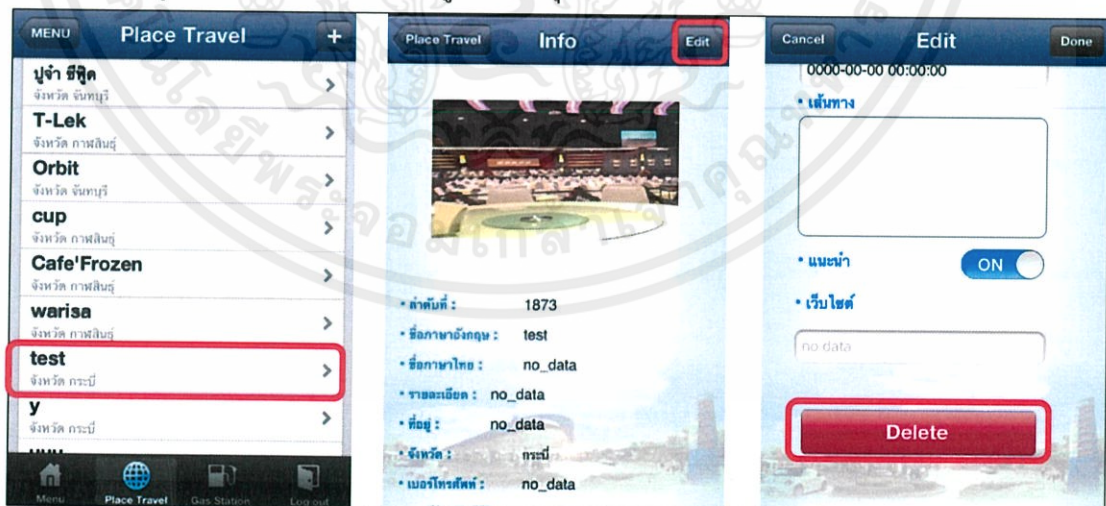 MENU Place Travel +
ปูจ๋า ซีฟู๊ด
จังหวัด จันทบุรี
T-Lek
จังหวัด กาฬสินธุ์
Orbit
จังหวัด จันทบุรี
cup
จังหวัด กาฬสินธุ์
Cafe'Frozen
จังหวัด กาฬสินธุ์
warisa
จังหวัด กาฬสินธุ์
test
จังหวัด กระบี่
y
จังหวัด กระบี่
Menu Place Travel Gas Station Log out
Place Travel Info Edit
• ลำดับที่ : 1873
• ชื่อภาษาอังกฤษ : test
• ชื่อภาษาไทย : no_data
• รายละเอียด : no_data
• ที่อยู่ : no_data
• จังหวัด : กระบี่
• เบอร์โทรศัพท์ : no_data
Cancel Edit Done
0000-00-00 00:00:00
• เส้นทาง
• แนะนำ ON
• เว็บไซต์
no data
Delete